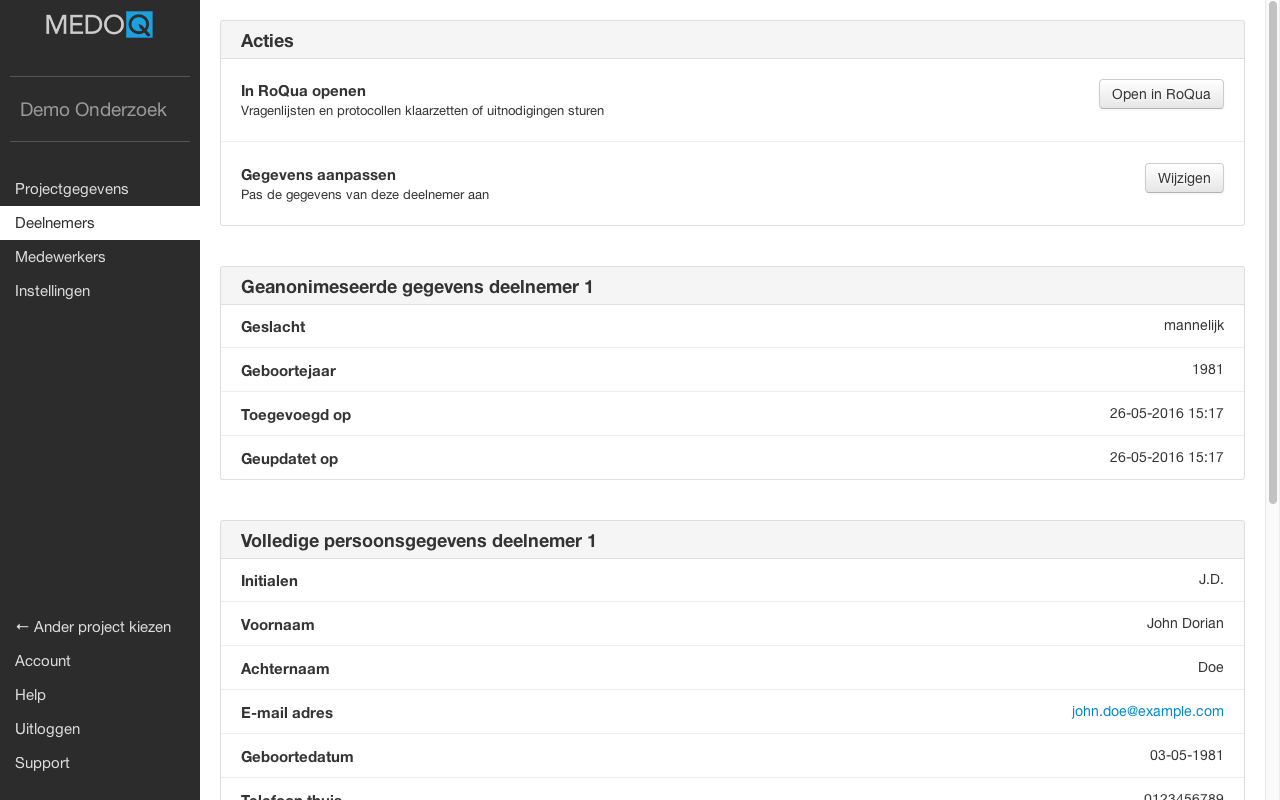 MEDOQ
Demo Onderzoek
Projectgegevens
Deelnemers
Medewerkers
Instellingen
← Ander project kiezen
Account
Help
Uitloggen
Support
Acties
In RoQua openen
Vragenlijsten en protocollen klaarzetten of uitnodigingen sturen
Open in RoQua
Gegevens aanpassen
Pas de gegevens van deze deelnemer aan
Wijzigen
Geanonimeseerde gegevens deelnemer 1
Geslacht mannelijk
Geboortejaar 1981
Toegevoegd op 26-05-2016 15:17
Geupdatet op 26-05-2016 15:17
Volledige persoonsgegevens deelnemer 1
Initialen J.D.
Voornaam John Dorian
Achternaam Doe
E-mail adres john.doe@example.com
Geboortedatum 03-05-1981
Telefoon thuis 0123456789